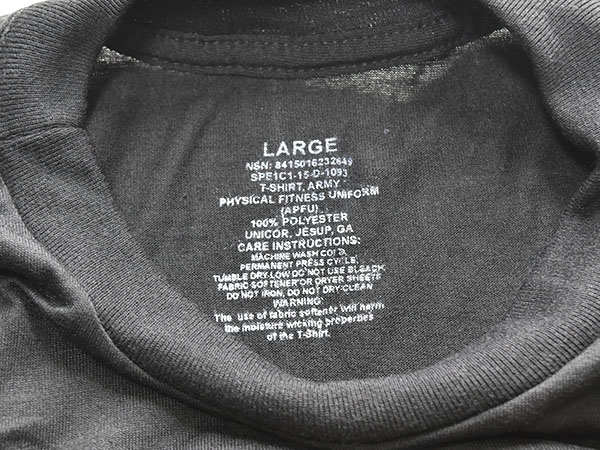 LARGE
NSN: 8415016232649
SPE1C1-15-D-1093
T-SHIRT, ARMY
PHYSICAL FITNESS UNIFORM
(APFU)
100% POLYESTER
UNICOR, JESUP, GA
CARE INSTRUCTIONS:
MACHINE WASH COLD,
PERMANENT PRESS CYCLE,
TUMBLE DRY-LOW DO NOT USE BLEACH
FABRIC SOFTENER OR DRYER SHEETS
DO NOT IRON, DO NOT DRY-CLEAN
WARNING:
The use of fabric softener will harm
the moisture wicking properties
of the T-Shirt.